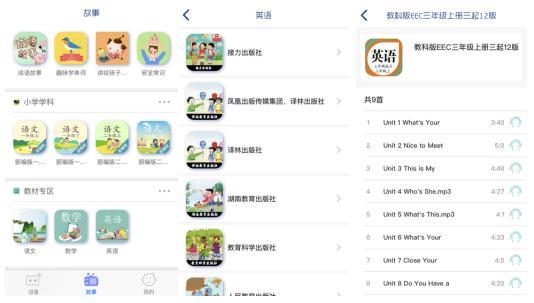 故事
成语故事
趣味学单词
讲给孩子...
安全常识
小学学科
语文
语文
语文
语文
部编版一...
部编版一...
部编版二...
部编版二...
教材专区
数学
英语
语文
数学
英语
设备
故事
我的
英语
接力出版社
凤凰出版传媒集团、译林出版社
译林出版社
湖南教育出版社
教育科学出版社
人民教育出版社
教科版EEC三年级上册三起12版
英语
教科版EEC三年级上册三起12版
共9首
1 Unit 1 What's Your 3:40
2 Unit 2 Nice to Meet 5:0
3 Unit 3 This is My 4:48
4 Unit 4 Who's She.mp3 4:27
5 Unit 5 What's This.mp3 4:1
6 Unit 6 What's Your 4:23
7 Unit 7 Close Your 4:5
8 Unit 8 Do You Have a 4:20